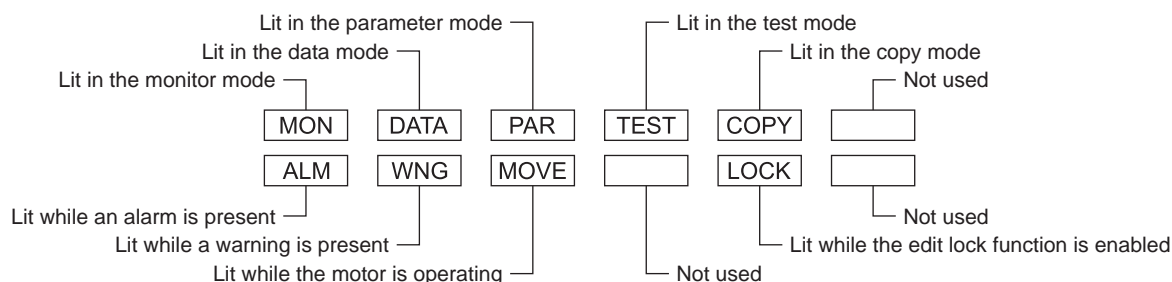 Lit in the parameter mode
Lit in the test mode
Lit in the data mode
Lit in the copy mode
Lit in the monitor mode
Not used
MON DATA PAR TEST COPY
ALM WNG MOVE LOCK
Lit while an alarm is present
Not used
Lit while a warning is present
Lit while the edit lock function is enabled
Lit while the motor is operating
Not used